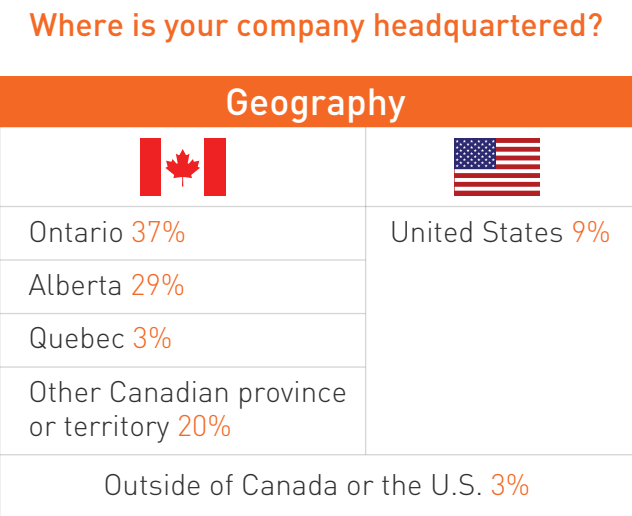 Where is your company headquartered?
Geography
Ontario 37%
United States 9%
Alberta 29%
Quebec 3%
Other Canadian province
or territory 20%
Outside of Canada or the U.S. 3%